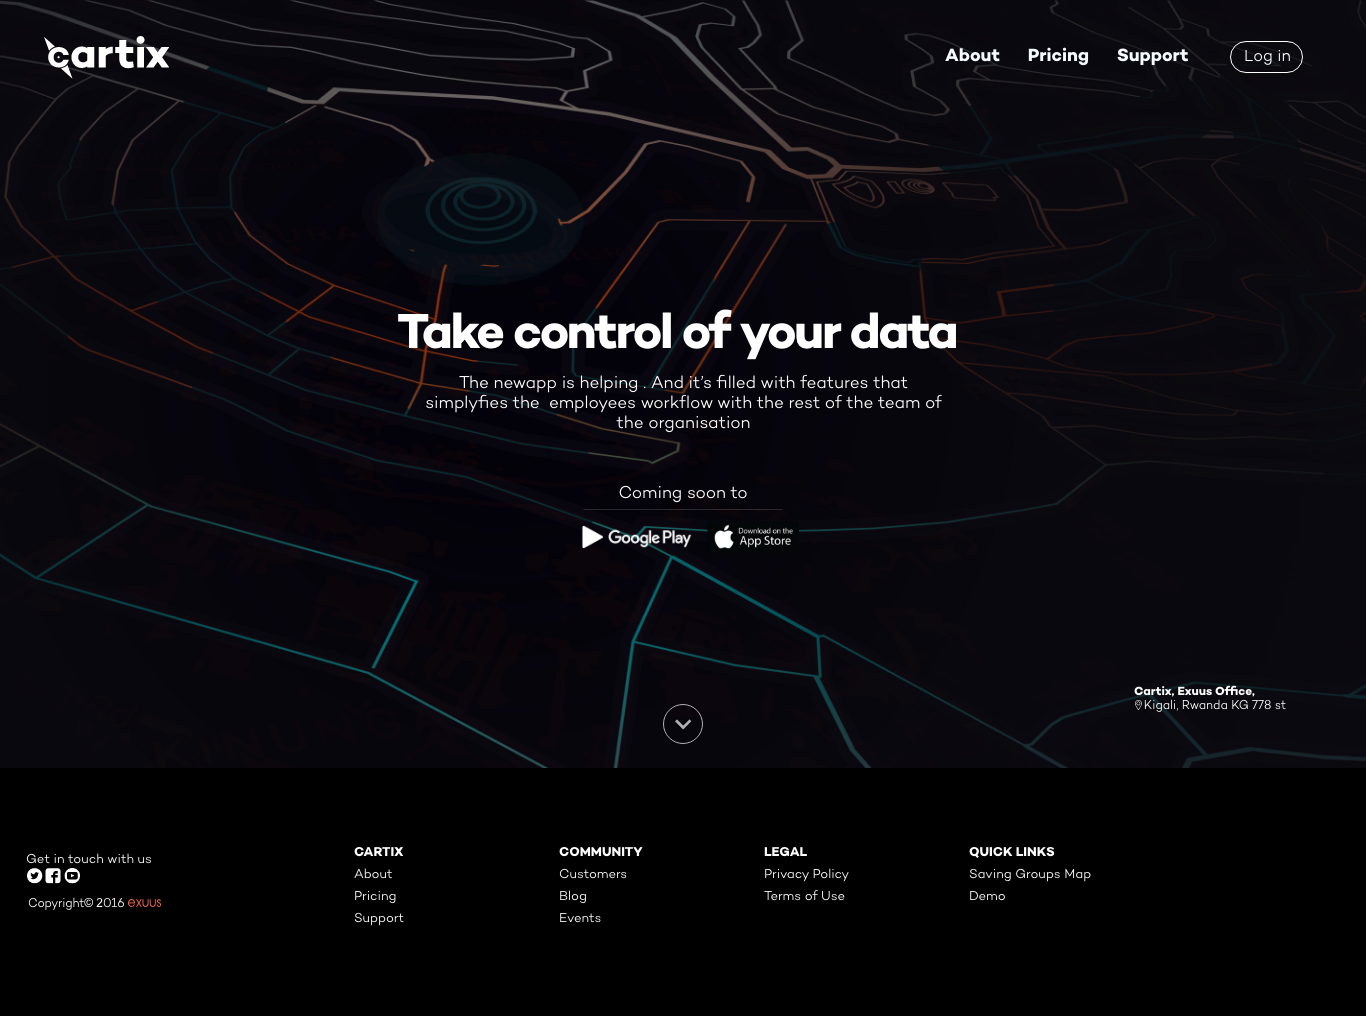 cartix
About Pricing Support Log in
Take control of your data
The newapp is helping . And it’s filled with features that
simplyfies the  employees workflow with the rest of the team of
the organisation
Coming soon to
Google Play
Download on the
App Store
Cartix, Exuus Office,
Kigali, Rwanda KG 778 st
Get in touch with us
Copyright© 2016 exuus
CARTIX
About
Pricing
Support
COMMUNITY
Customers
Blog
Events
LEGAL
Privacy Policy
Terms of Use
QUICK LINKS
Saving Groups Map
Demo